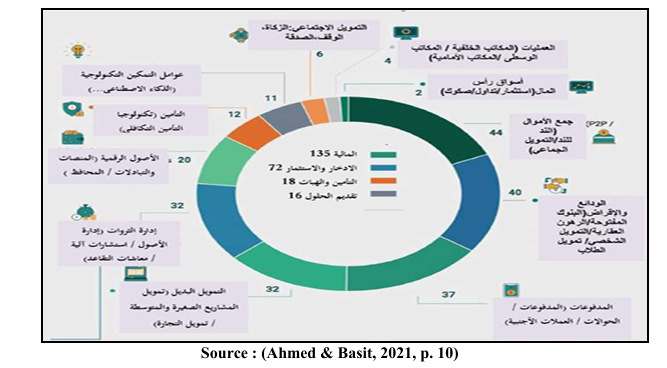 التمويل الاجتماعي:الزكاة،
الوقف،الصدقة
6
العمليات (المكاتب الخلفية / المكاتب
الوسطى /المكاتب الأمامية)
4
أسواق رأس
المال(استثمار/تداول/صكوك)
2
جمع الأموال P2P /
(الند
للند/التمويل
الجماعي)
44
الودائع
والإقراض(البنوك
المفتوحة/الرهون
العقارية/التمويل
الشخصي/ تمويل
الطلاب
40
المدفوعات (المدفوعات /
الحوالات / العملات الأجنبية)
37
التمويل البديل (تمويل
المشاريع الصغيرة والمتوسطة
/ تمويل التجارة)
32
إدارة الثروات (إدارة
الأصول / استشارات آلية
/ معاشات التقاعد)
32
الأصول الرقمية (المنصات
والتبادلات / المحافظ )
20
التأمين (تكنولوجيا
التأمين التكافلي)
12
عوامل التمكين التكنولوجية
(الذكاء الاصطناعي...)
11
المالية 135
الادخار والاستثمار 72
التأمين والهبات 18
تقديم الحلول 16
Source : (Ahmed & Basit, 2021, p. 10)